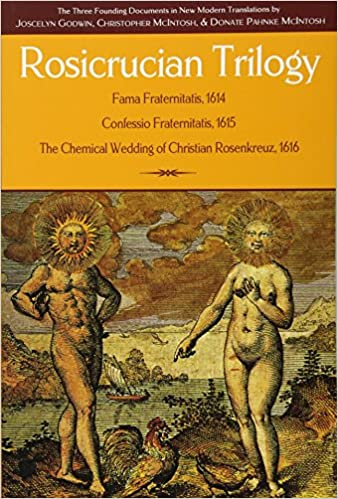 The Three Founding Documents in New Modern Translations by
JOSCELYN GODWIN, CHRISTOPHER MCINTOSH, & DONATE PAHNKE MCINTOSH
Rosicrucian Trilogy
Fama Fraternitatis, 1614
Confessio Fraternitatis, 1615
The Chemical Wedding of Christian Rosenkreuz, 1616